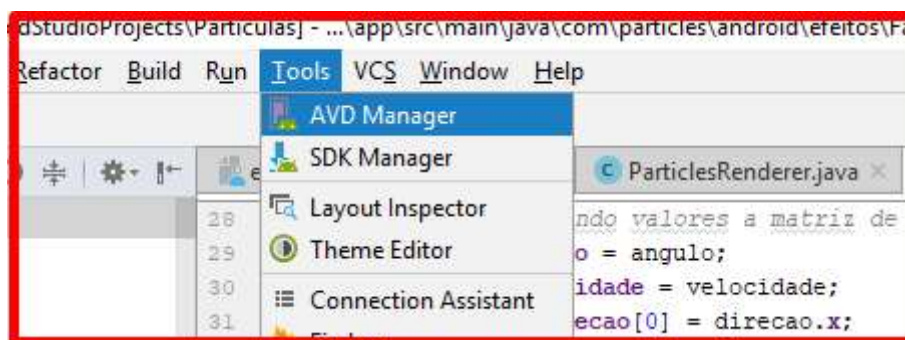 dStudioProjects\Particulas] - ...\app\src\main\java\com\particles\android\efeitos\Fa
Refactor Build Run Tools VCS Window Help
AVD Manager
SDK Manager
ParticlesRenderer.java
Layout Inspector
28 ndo valores a matriz de
Theme Editor
29 o = angulo;
30 idade = velocidade;
Connection Assistant
31 ecao[0] = direcao.x;